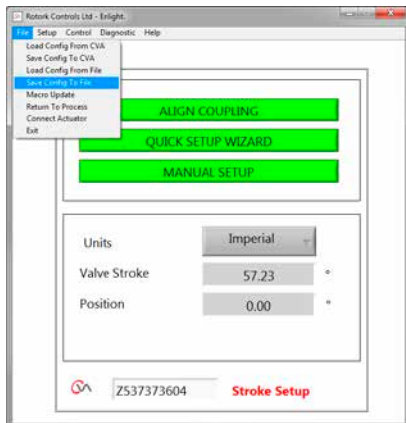 Rotork Controls Ltd - Enlight.
File Setup Control Diagnostic Help
Load Config From CVA
Save Config To CVA
Load Config From File
Save Config To File
Macro Update
Return To Process
Connect Actuator
Exit
ALIGN COUPLING
QUICK SETUP WIZARD
MANUAL SETUP
Units Imperial
Valve Stroke 57.23 °
Position 0.00 °
Z537373604 Stroke Setup